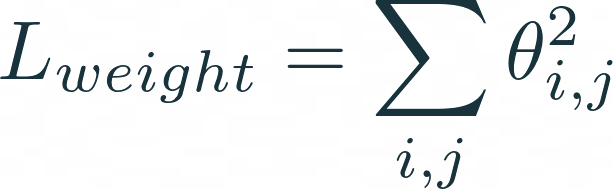 L_{weight} = \sum_{i,j} \theta_{i,j}^{2}